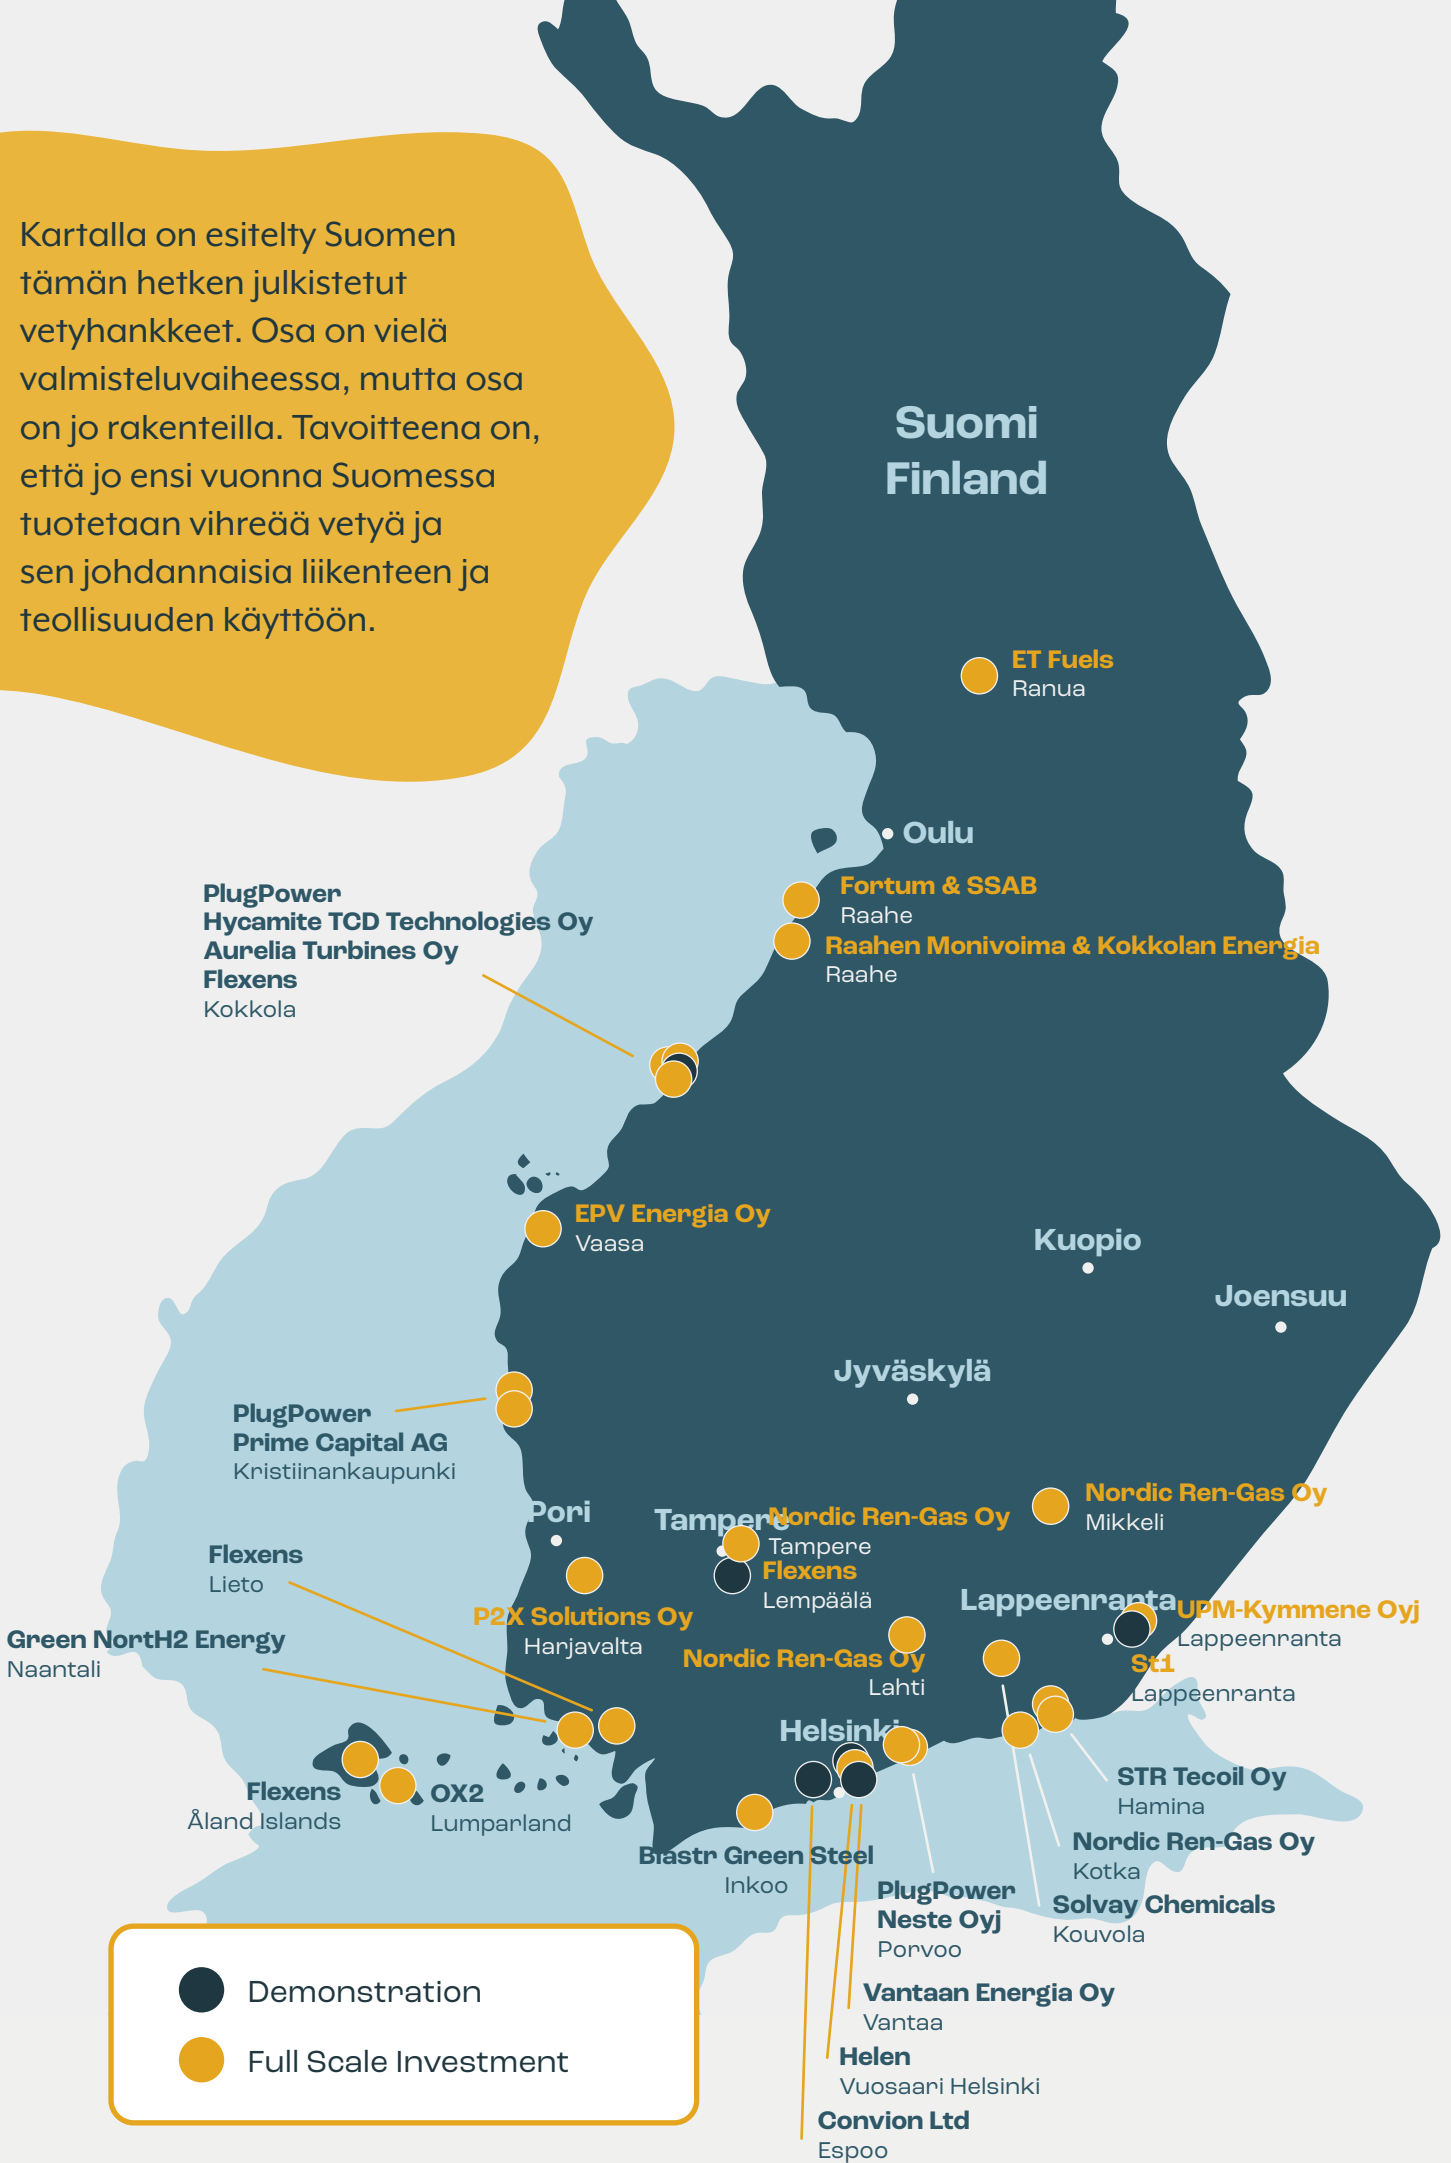 Kartalla on esitelty Suomen
tämän hetken julkistetut
vetyhankkeet. Osa on vielä
valmisteluvaiheessa, mutta osa
on jo rakenteilla. Tavoitteena on,
että jo ensi vuonna Suomessa
tuotetaan vihreää vetyä ja
sen johdannaisia liikenteen ja
teollisuuden käyttöön.
Suomi
Finland
ET Fuels
Ranua
Oulu
Fortum & SSAB
Raahe
Raahen Monivoima & Kokkolan Energia
Raahe
PlugPower
Hycamite TCD Technologies Oy
Aurelia Turbines Oy
Flexens
Kokkola
EPV Energia Oy
Vaasa
Kuopio
Joensuu
Jyväskylä
PlugPower
Prime Capital AG
Kristiinankaupunki
Pori
Tampere
Nordic Ren-Gas Oy
Tampere
Flexens
Lempäälä
Nordic Ren-Gas Oy
Mikkeli
Flexens
Lieto
P2X Solutions Oy
Harjavalta
Lappeenranta
UPM-Kymmene Oyj
Lappeenranta
St1
Lappeenranta
Green NortH2 Energy
Naantali
Nordic Ren-Gas Oy
Lahti
Helsinki
Flexens
Åland Islands
OX2
Lumparland
Blastr Green Steel
Inkoo
STR Tecoil Oy
Hamina
Nordic Ren-Gas Oy
Kotka
Solvay Chemicals
Kouvola
PlugPower
Neste Oyj
Porvoo
Vantaan Energia Oy
Vantaa
Helen
Vuosaari Helsinki
Convion Ltd
Espoo
Demonstration
Full Scale Investment